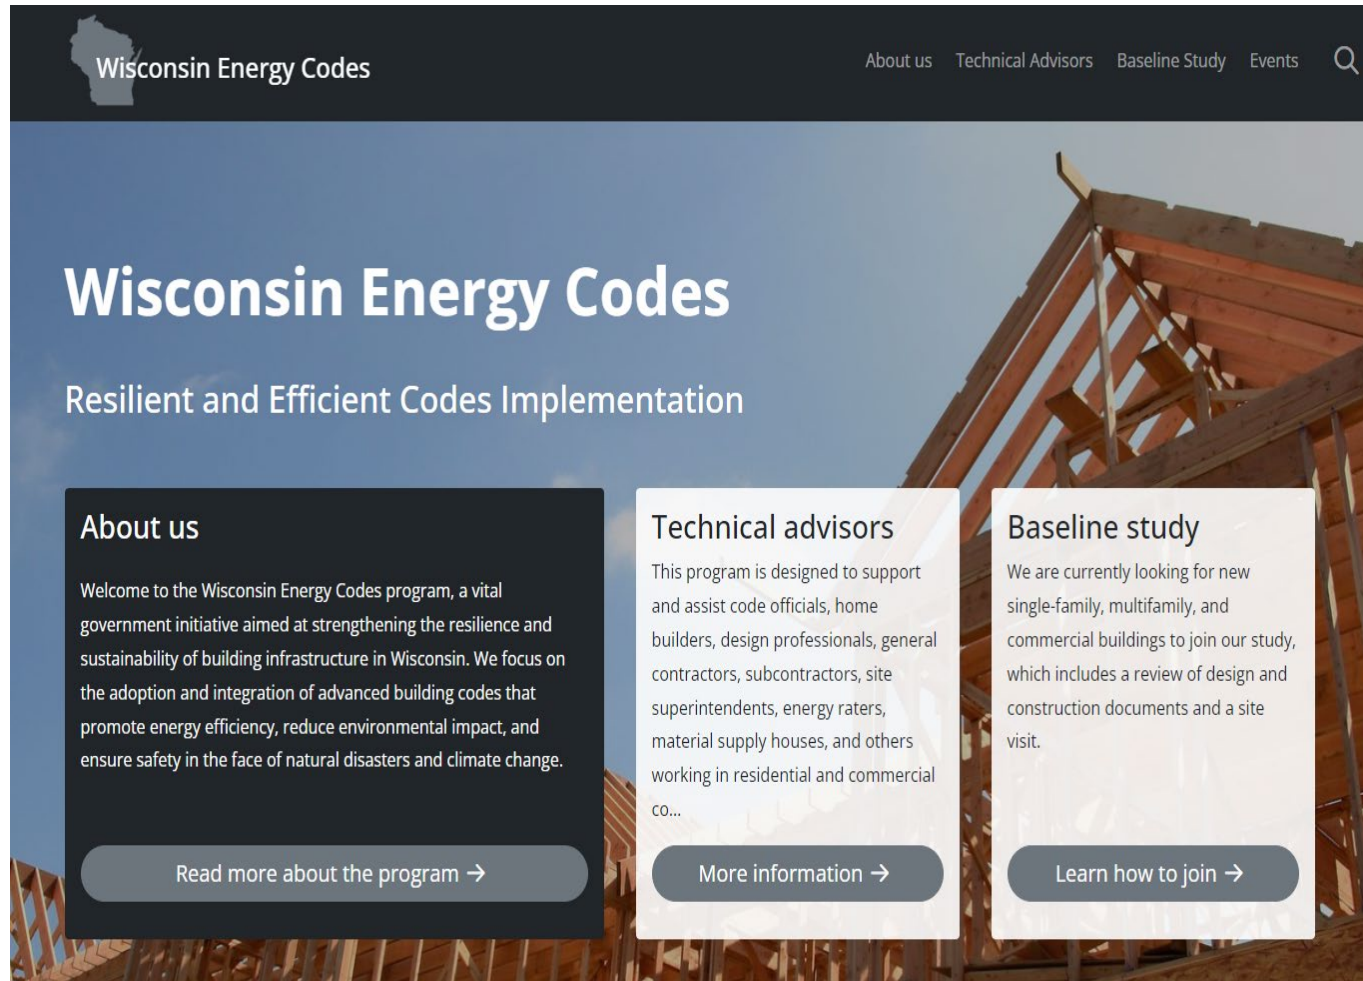 Wisconsin Energy Codes
About us Technical Advisors Baseline Study Events
Wisconsin Energy Codes
Resilient and Efficient Codes Implementation
About us
Welcome to the Wisconsin Energy Codes program, a vital
government initiative aimed at strengthening the resilience and
sustainability of building infrastructure in Wisconsin. We focus on
the adoption and integration of advanced building codes that
promote energy efficiency, reduce environmental impact, and
ensure safety in the face of natural disasters and climate change.
Read more about the program →
Technical advisors
This program is designed to support
and assist code officials, home
builders, design professionals, general
contractors, subcontractors, site
superintendents, energy raters,
material supply houses, and others
working in residential and commercial
co...
More information →
Baseline study
We are currently looking for new
single-family, multifamily, and
commercial buildings to join our study,
which includes a review of design and
construction documents and a site
visit.
Learn how to join →